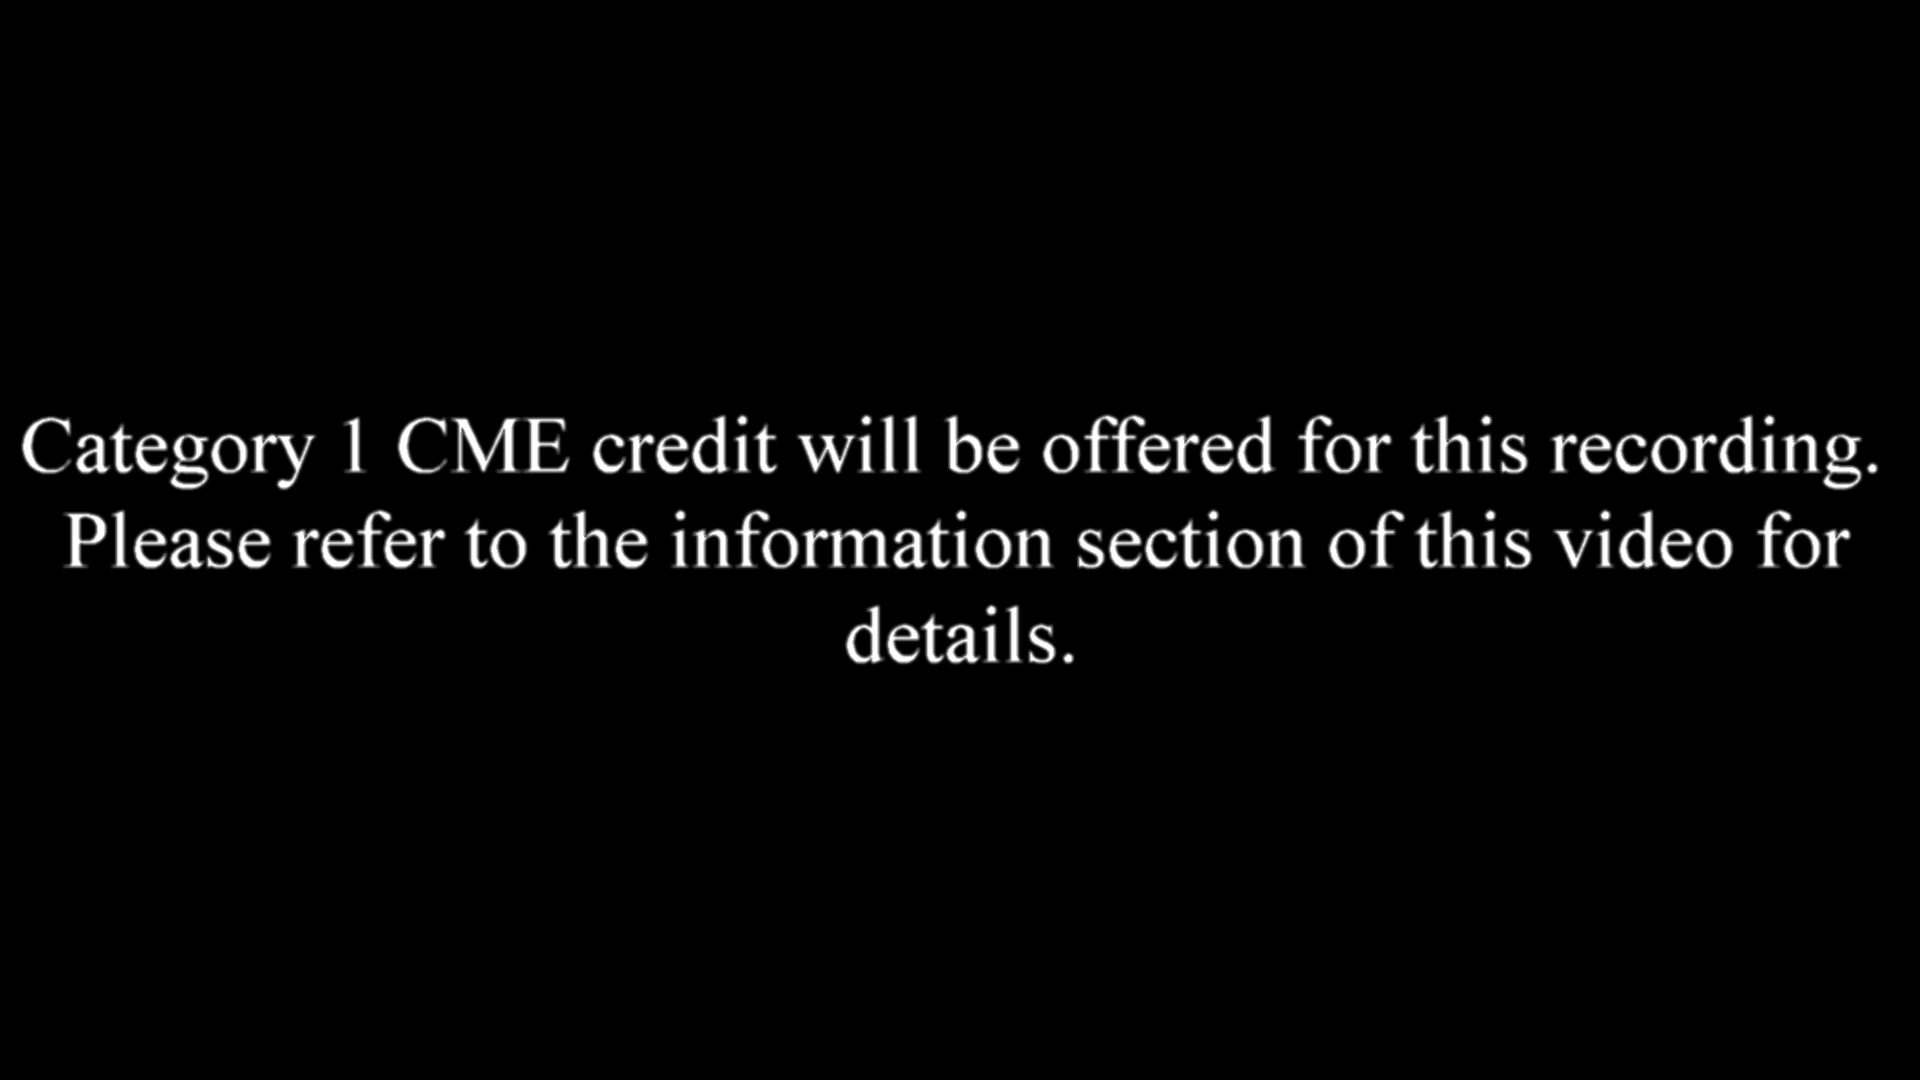 Category 1 CME credit will be offered for this recording.
Please refer to the information section of this video for
details.